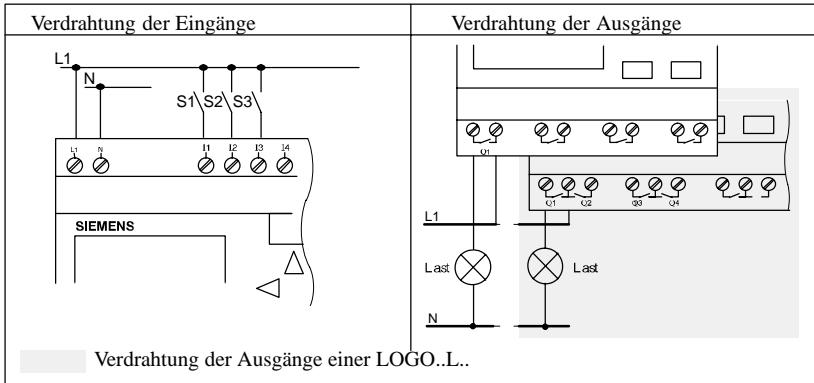 Verdrahtung der Eingänge
Verdrahtung der Ausgänge
L1
N
S1 S2 S3
L1 N I1 I2 I3 I4
SIEMENS
Q1
Q1 Q2 Q3 Q4
L1
Last Last
N
Verdrahtung der Ausgänge einer LOGO..L..